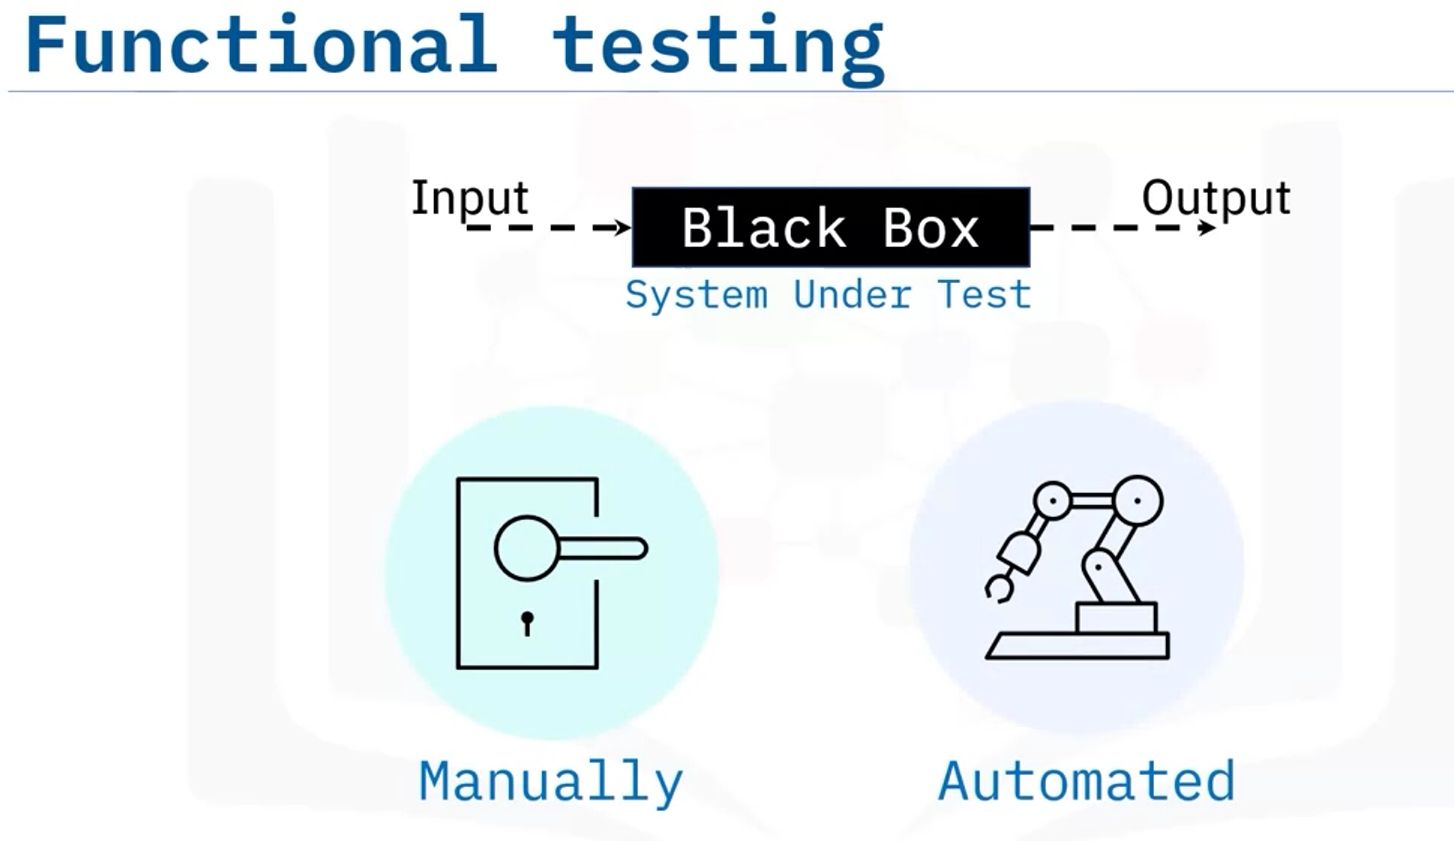 Functional testing
Input
Black Box
Output
System Under Test
Manually
Automated